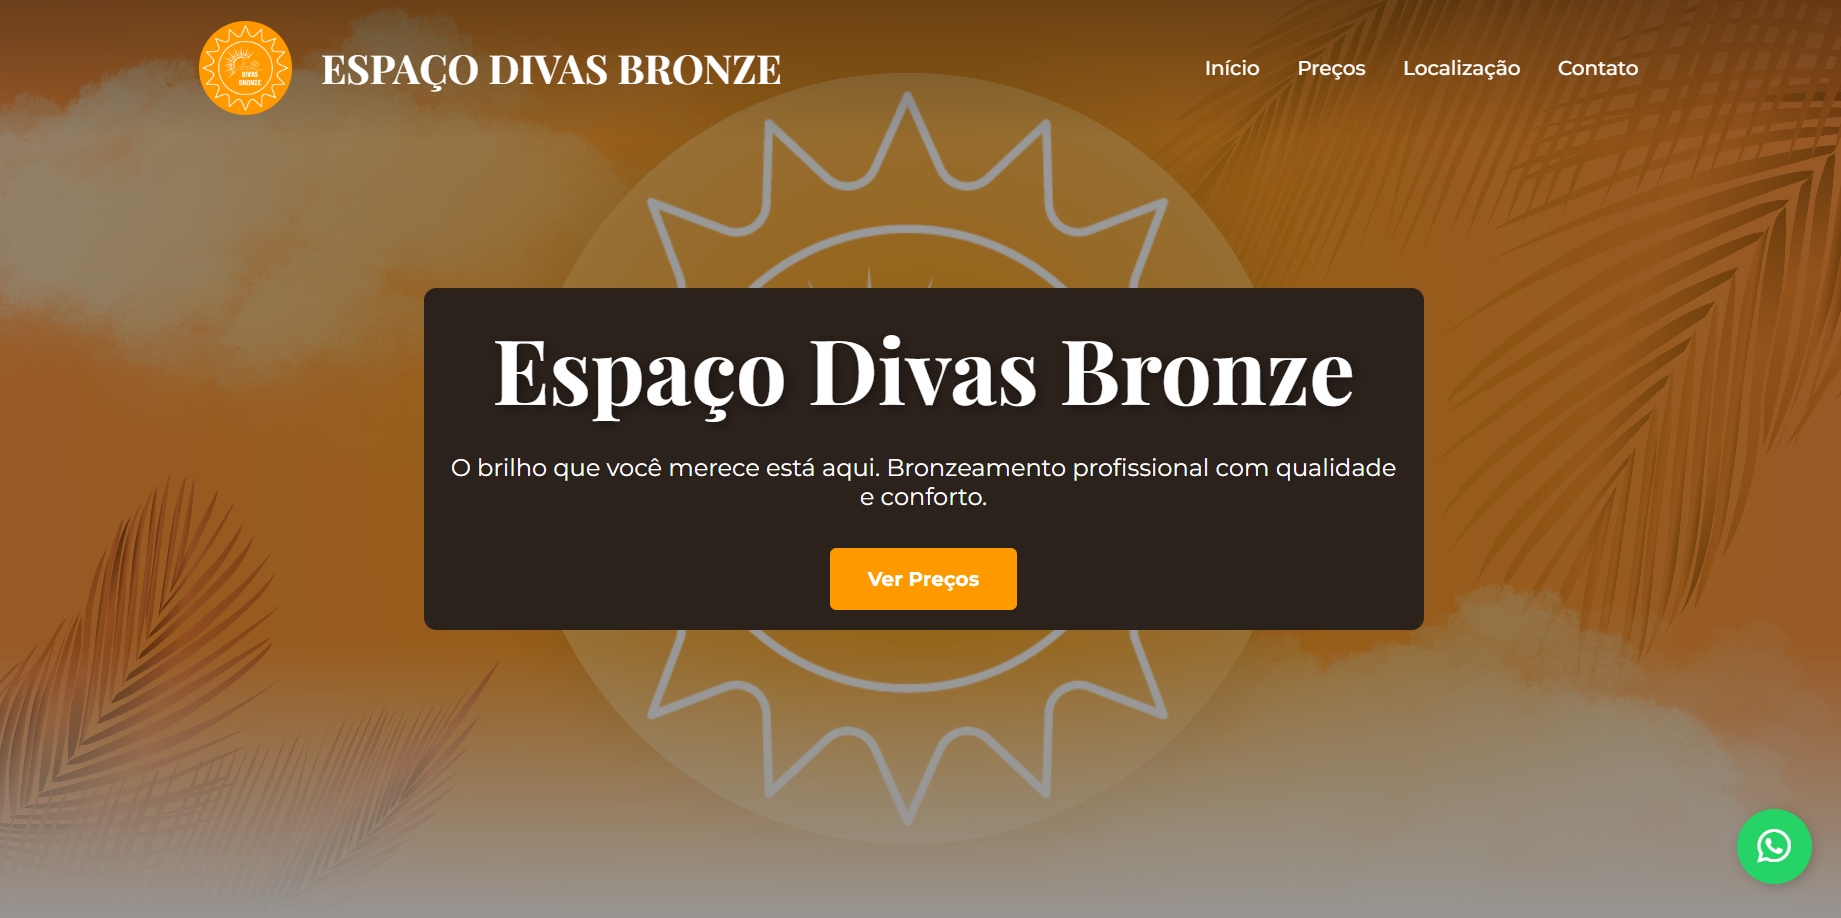 DIVAS
BRONZE
ESPAÇO DIVAS BRONZE
Início Preços Localização Contato
Espaço Divas Bronze
O brilho que você merece está aqui. Bronzeamento profissional com qualidade
e conforto.
Ver Preços